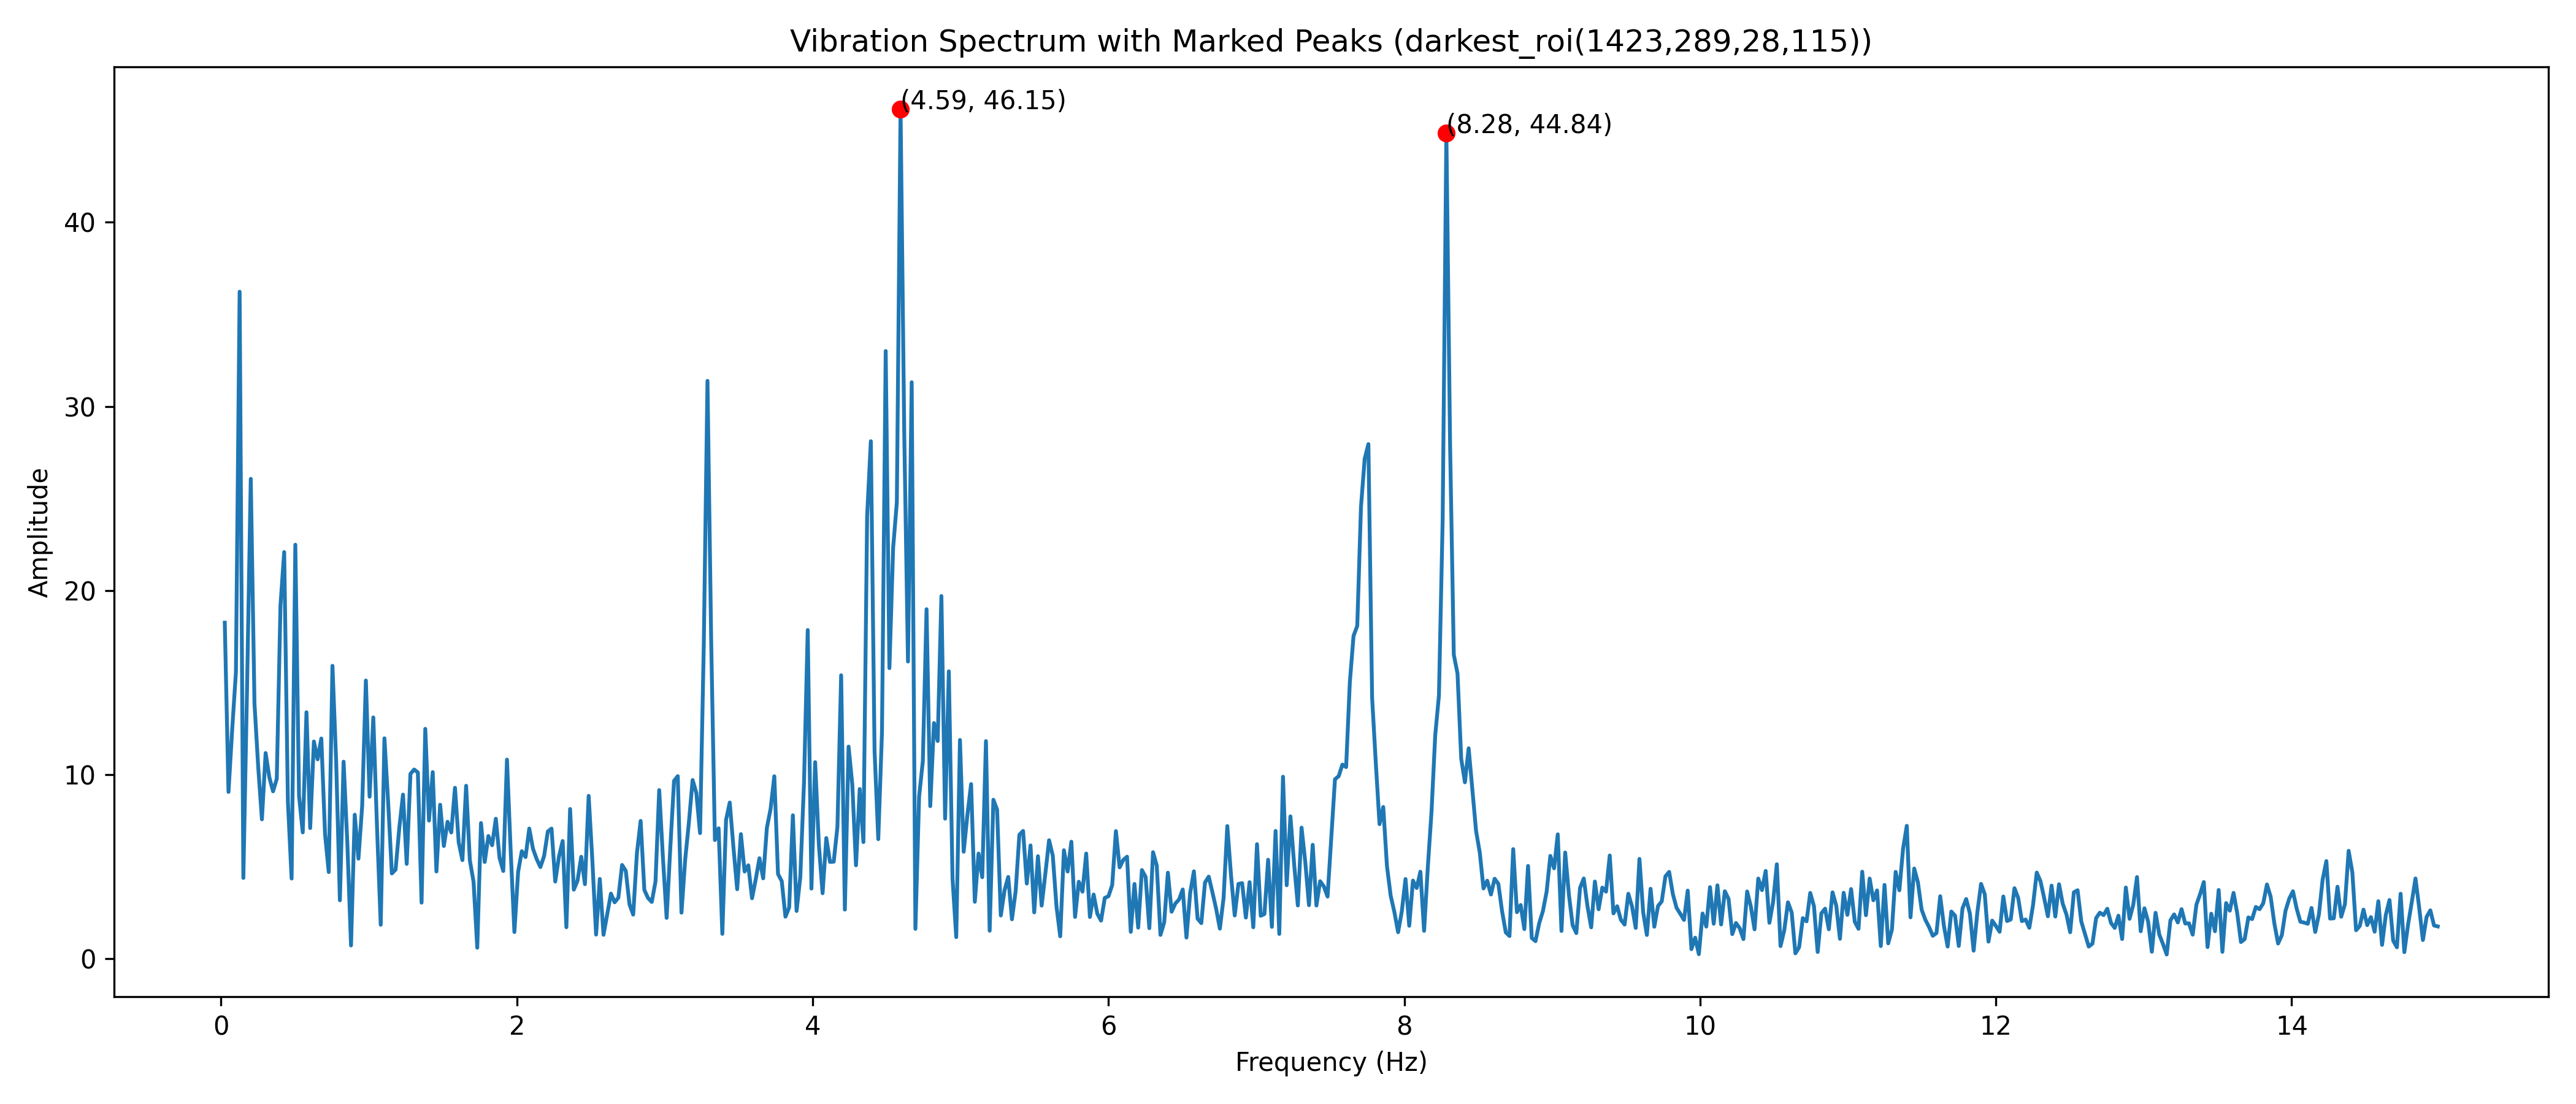 Vibration Spectrum with Marked Peaks (darkest_roi(1423,289,28,115))
(4.59, 46.15)
(8.28, 44.84)
Amplitude
40
30
20
10
0
0 2 4 6 8 10 12 14
Frequency (Hz)